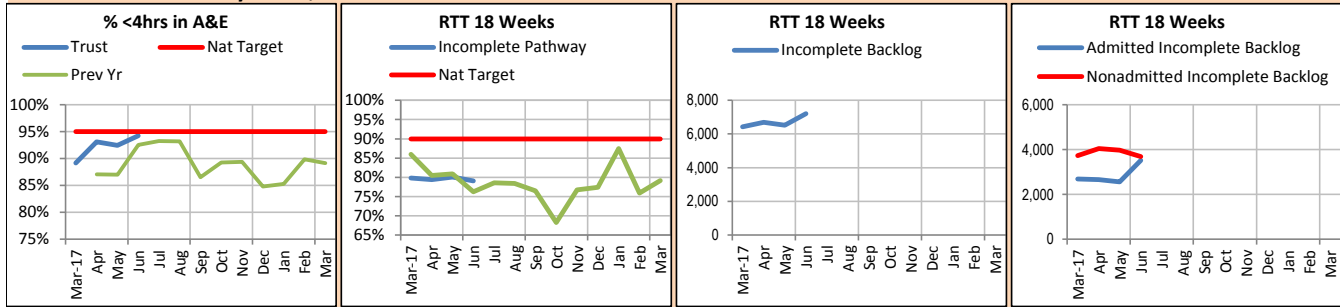 % <4hrs in A&E
Trust
Nat Target
Prev Yr
100%
95%
90%
85%
80%
75%
Mar-17
Apr
May
Jun
Jul
Aug
Sep
Oct
Nov
Dec
Jan
Feb
Mar
RTT 18 Weeks
Incomplete Pathway
Nat Target
100%
95%
90%
85%
80%
75%
70%
65%
Mar-17
Apr
May
Jun
Jul
Aug
Sep
Oct
Nov
Dec
Jan
Feb
Mar
RTT 18 Weeks
Incomplete Backlog
8,000
6,000
4,000
2,000
0
Mar-17
Apr
May
Jun
Jul
Aug
Sep
Oct
Nov
Dec
Jan
Feb
Mar
RTT 18 Weeks
Admitted Incomplete Backlog
Nonadmitted Incomplete Backlog
6,000
4,000
2,000
0
Mar-17
Apr
May
Jun
Jul
Aug
Sep
Oct
Nov
Dec
Jan
Feb
Mar